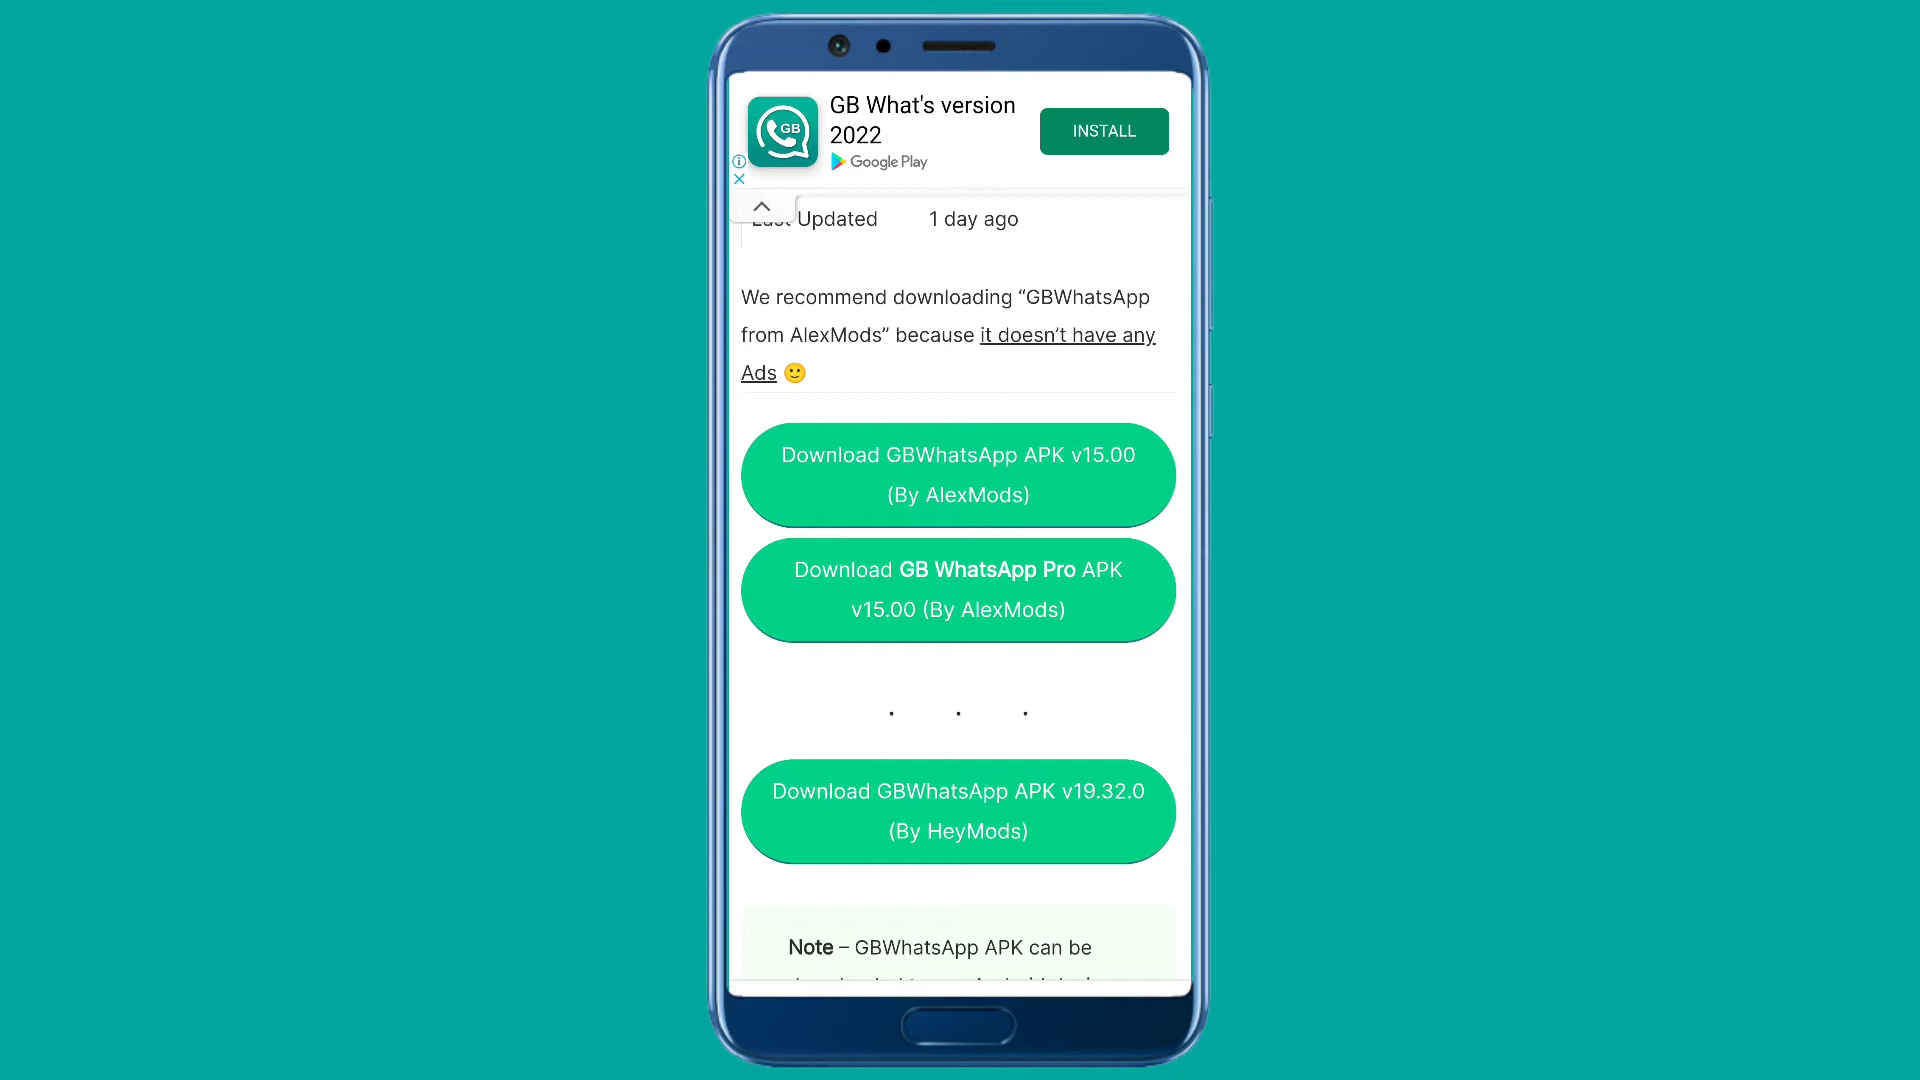 GB What's version
2022
GB
Google Play
INSTALL
Last Updated 1 day ago
We recommend downloading “GBWhatsApp
from AlexMods” because it doesn’t have any
Ads 🙂
Download GBWhatsApp APK v15.00
(By AlexMods)
Download GB WhatsApp Pro APK
v15.00 (By AlexMods)
. . .
Download GBWhatsApp APK v19.32.0
(By HeyMods)
Note – GBWhatsApp APK can be